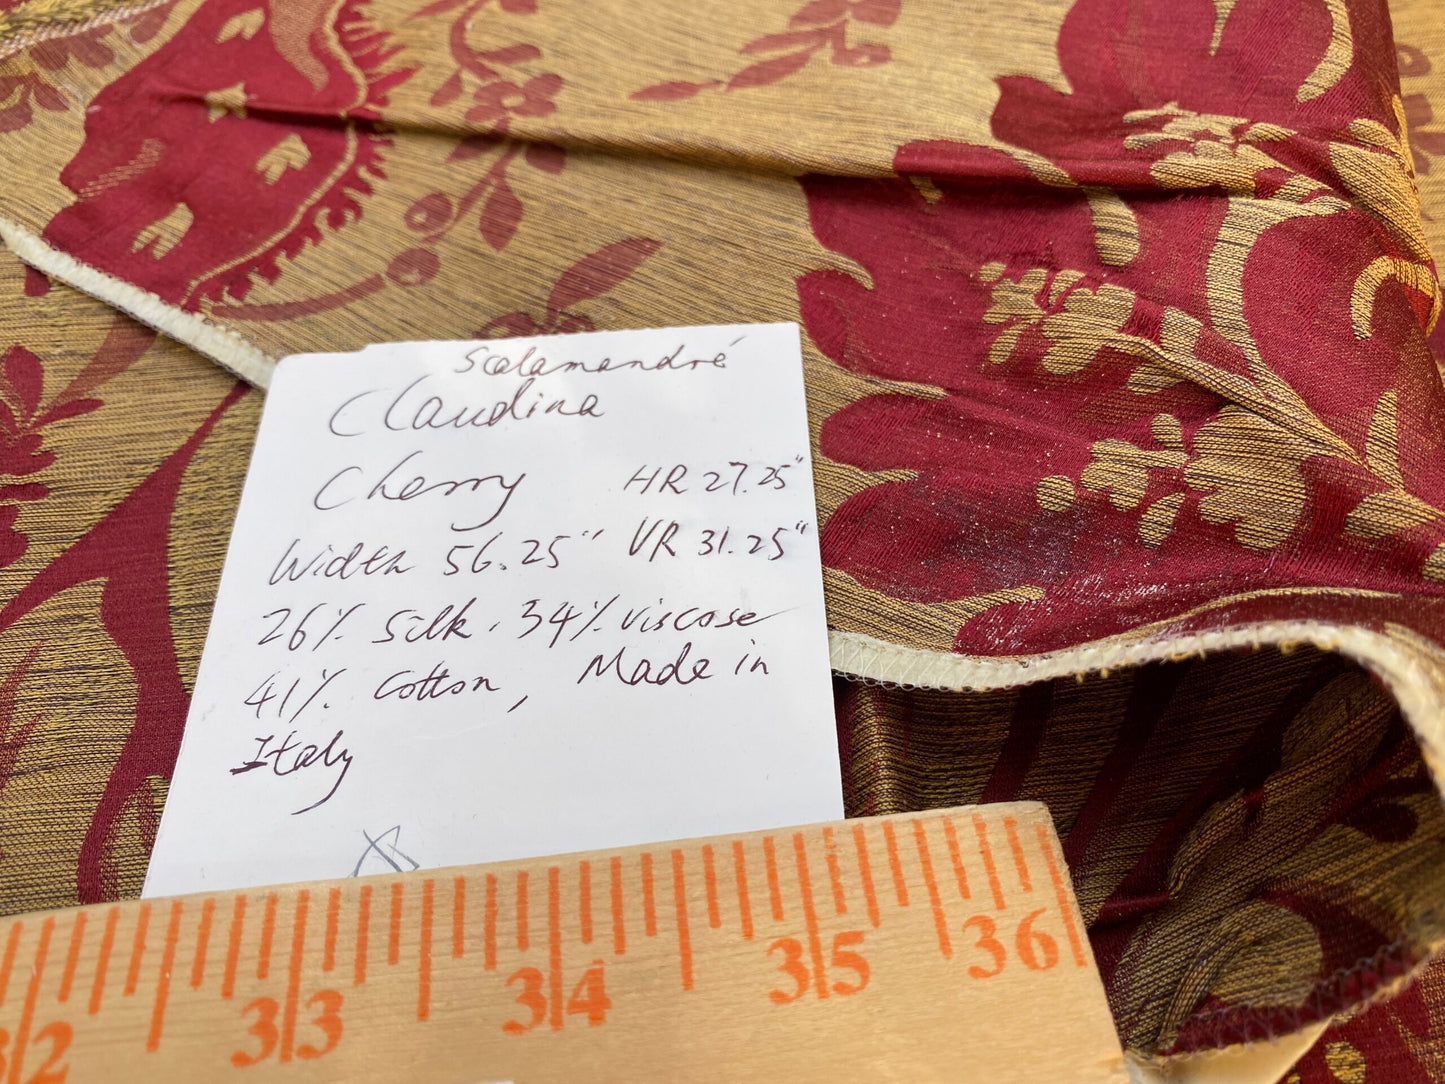 Scalamandré
Claudina
Cherry HR 27.25"
Width 56.25" VR 31.25"
26% silk, 34% viscose
41% cotton, Made in
Italy
32 33 34 35 36